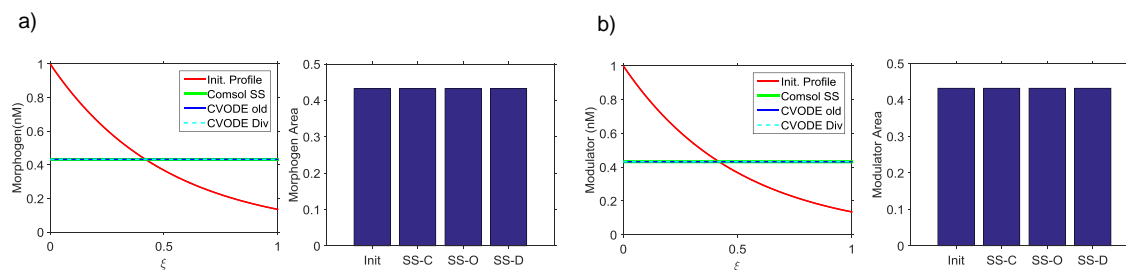 a)
Morphogen(nM)
1
0.8
0.6
0.4
0.2
0
Init. Profile
Comsol SS
CVODE old
CVODE Div
0
0.5
1
ξ
Morphogen Area
0.5
0.4
0.3
0.2
0.1
0
Init SS-C SS-O SS-D
b)
Modulator (nM)
1
0.8
0.6
0.4
0.2
0
Init. Profile
Comsol SS
CVODE old
CVODE Div
0
0.5
1
ξ
Modulator Area
0.5
0.4
0.3
0.2
0.1
0
Init SS-C SS-O SS-D